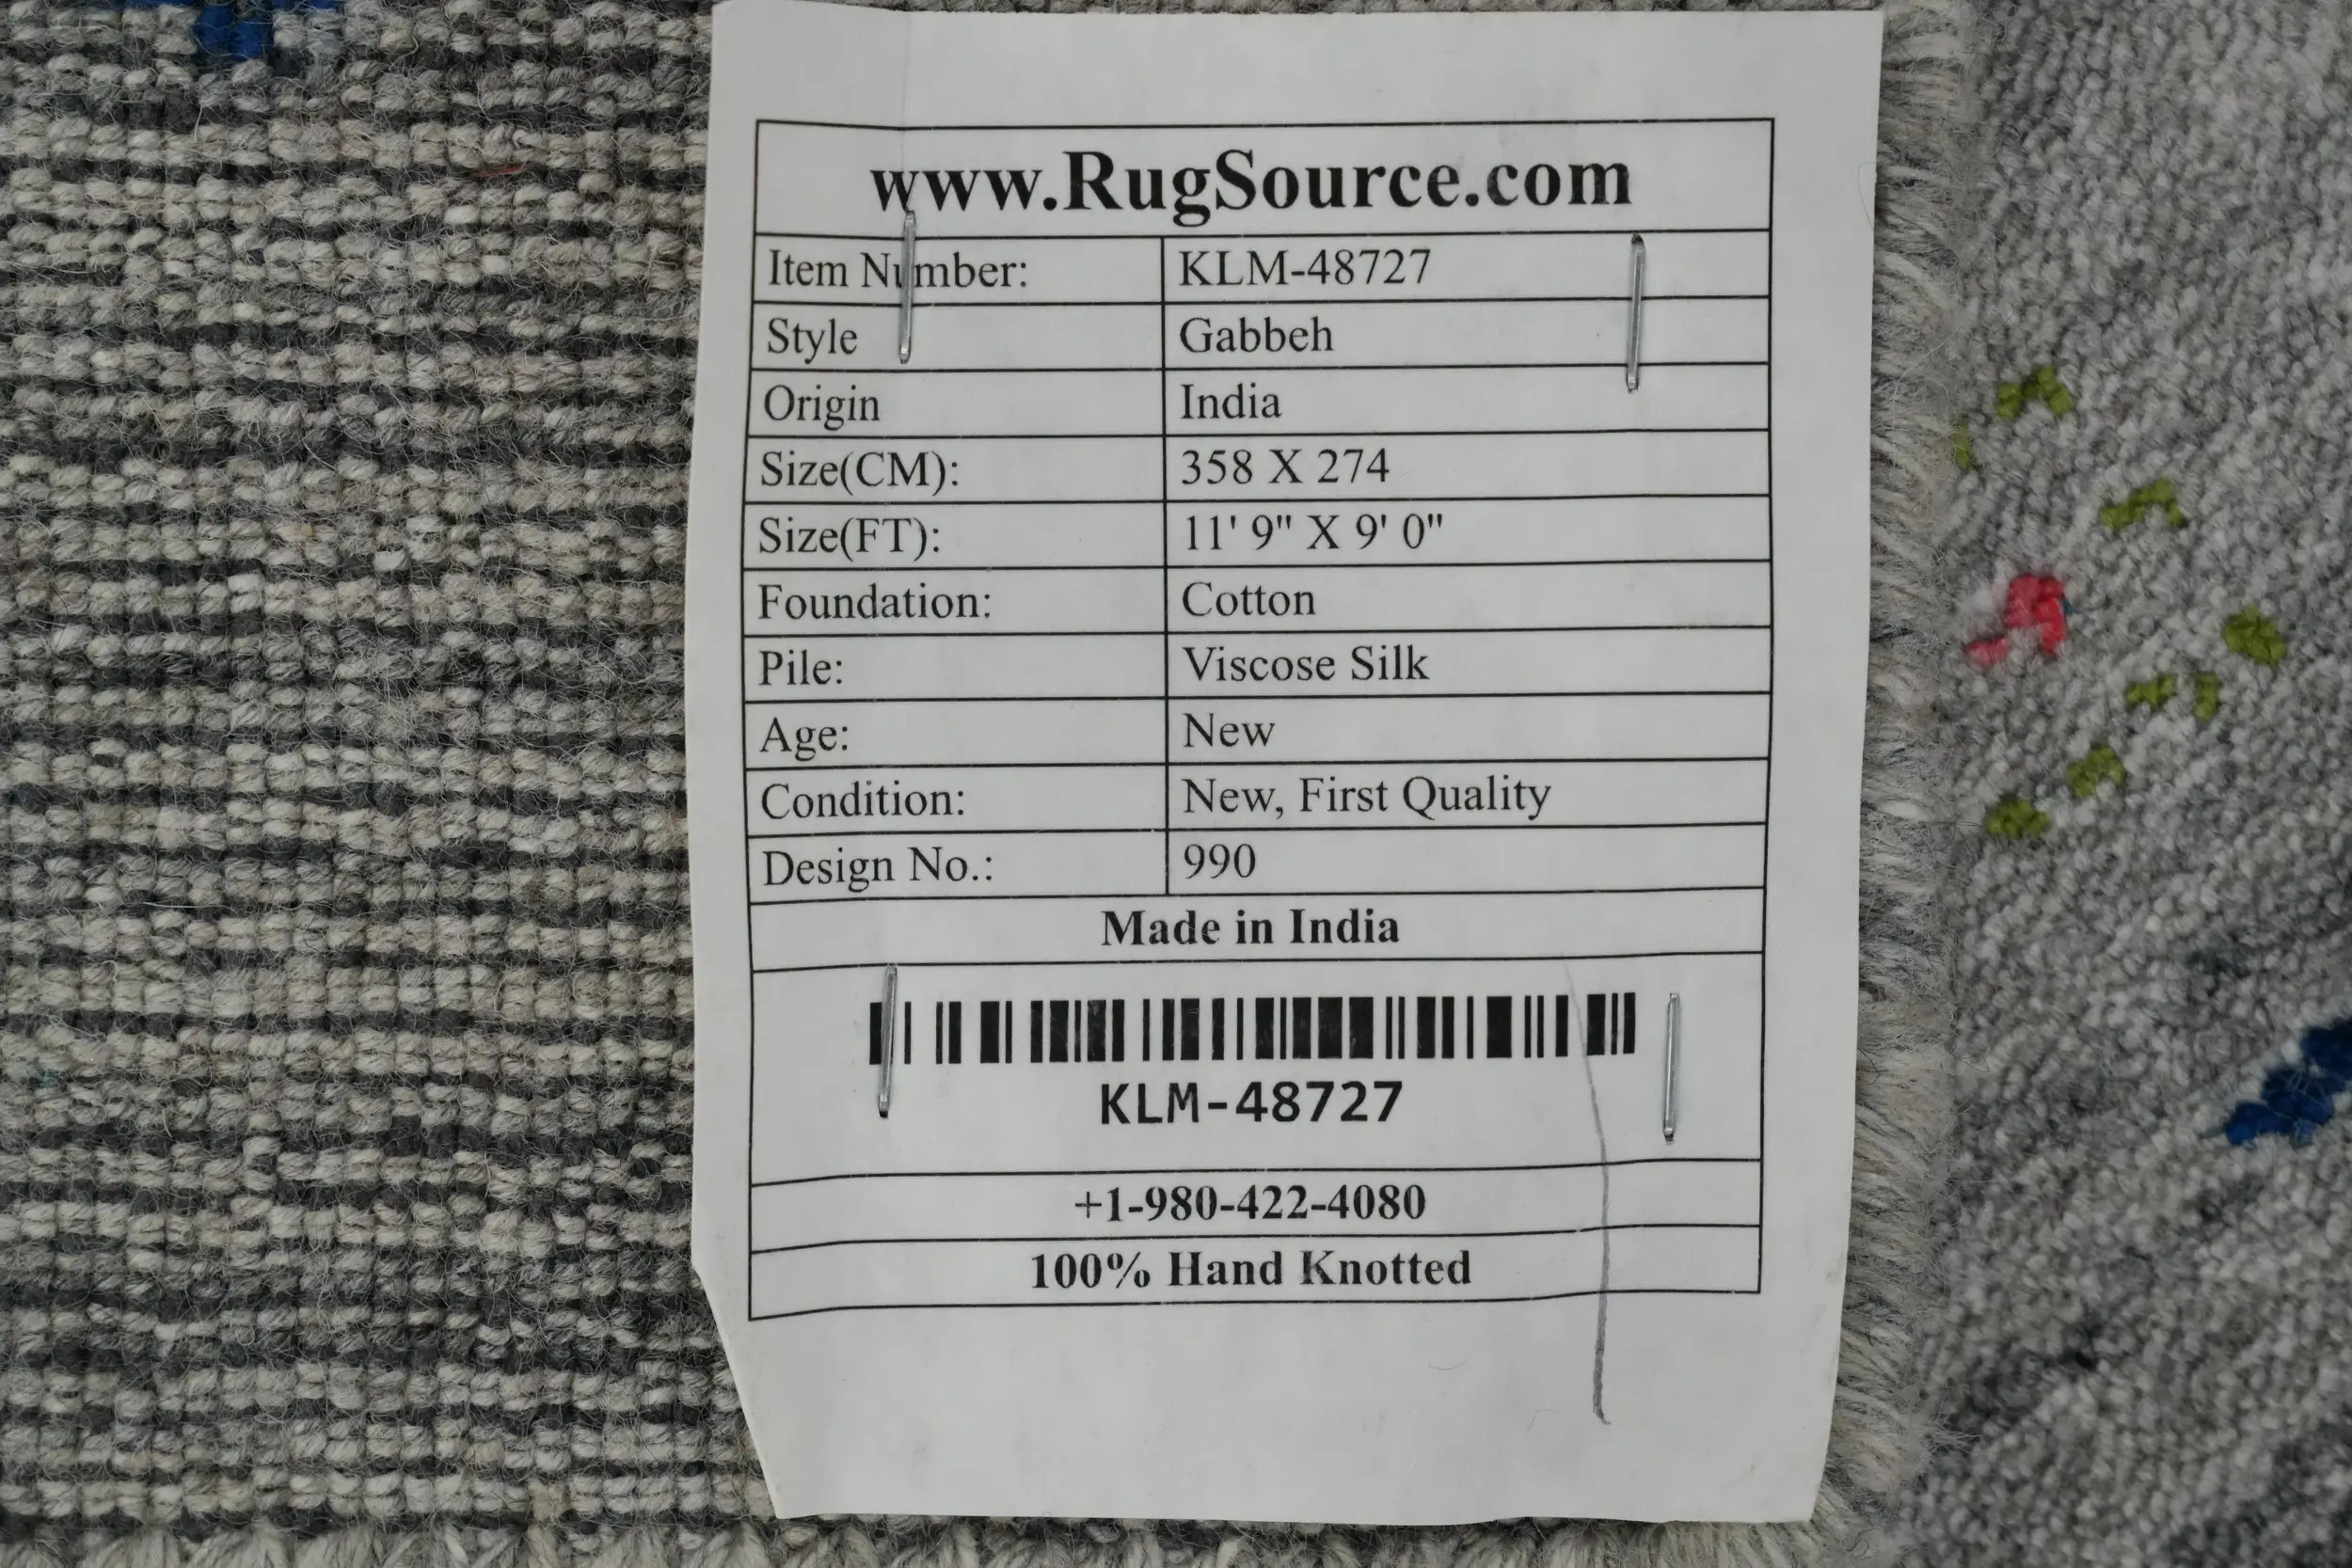 www.RugSource.com
Item Number: KLM-48727
Style Gabbeh
Origin India
Size(CM): 358 X 274
Size(FT): 11' 9" X 9' 0"
Foundation: Cotton
Pile: Viscose Silk
Age: New
Condition: New, First Quality
Design No.: 990
Made in India
KLM-48727
+1-980-422-4080
100% Hand Knotted